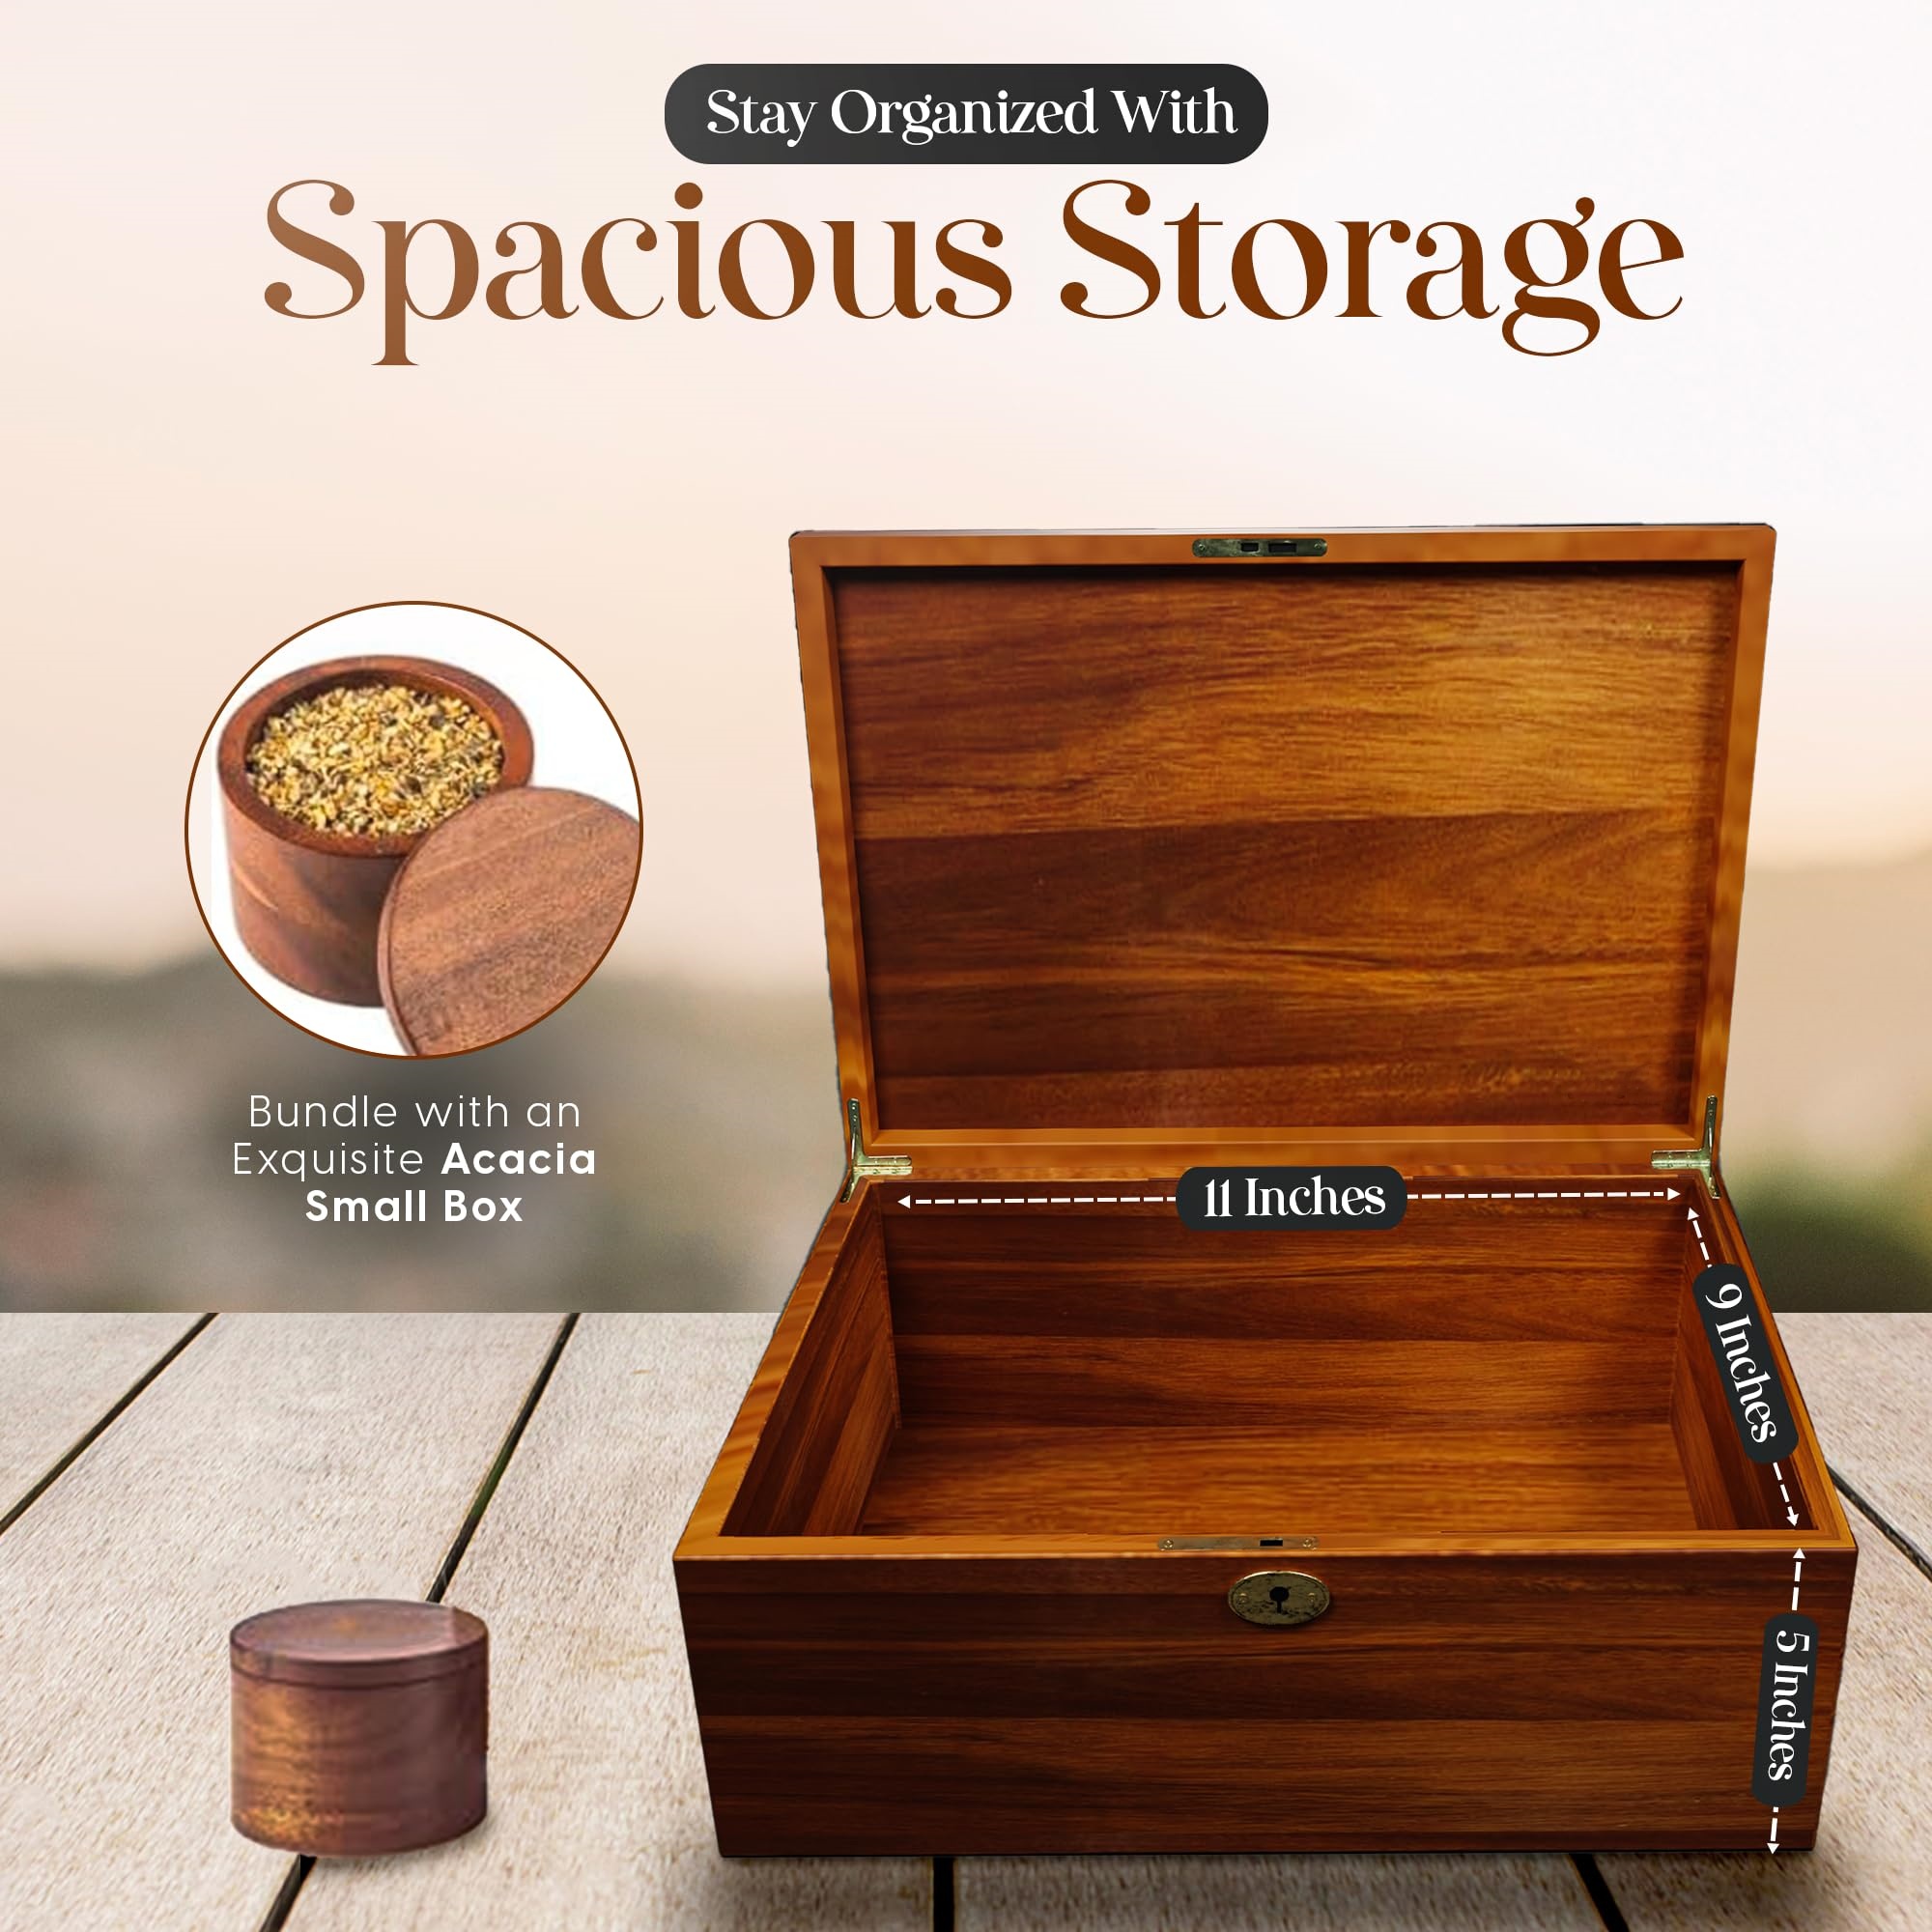 Stay Organized With
Spacious Storage
Bundle with an
Exquisite Acacia
Small Box
11 Inches
9 Inches
5 Inches